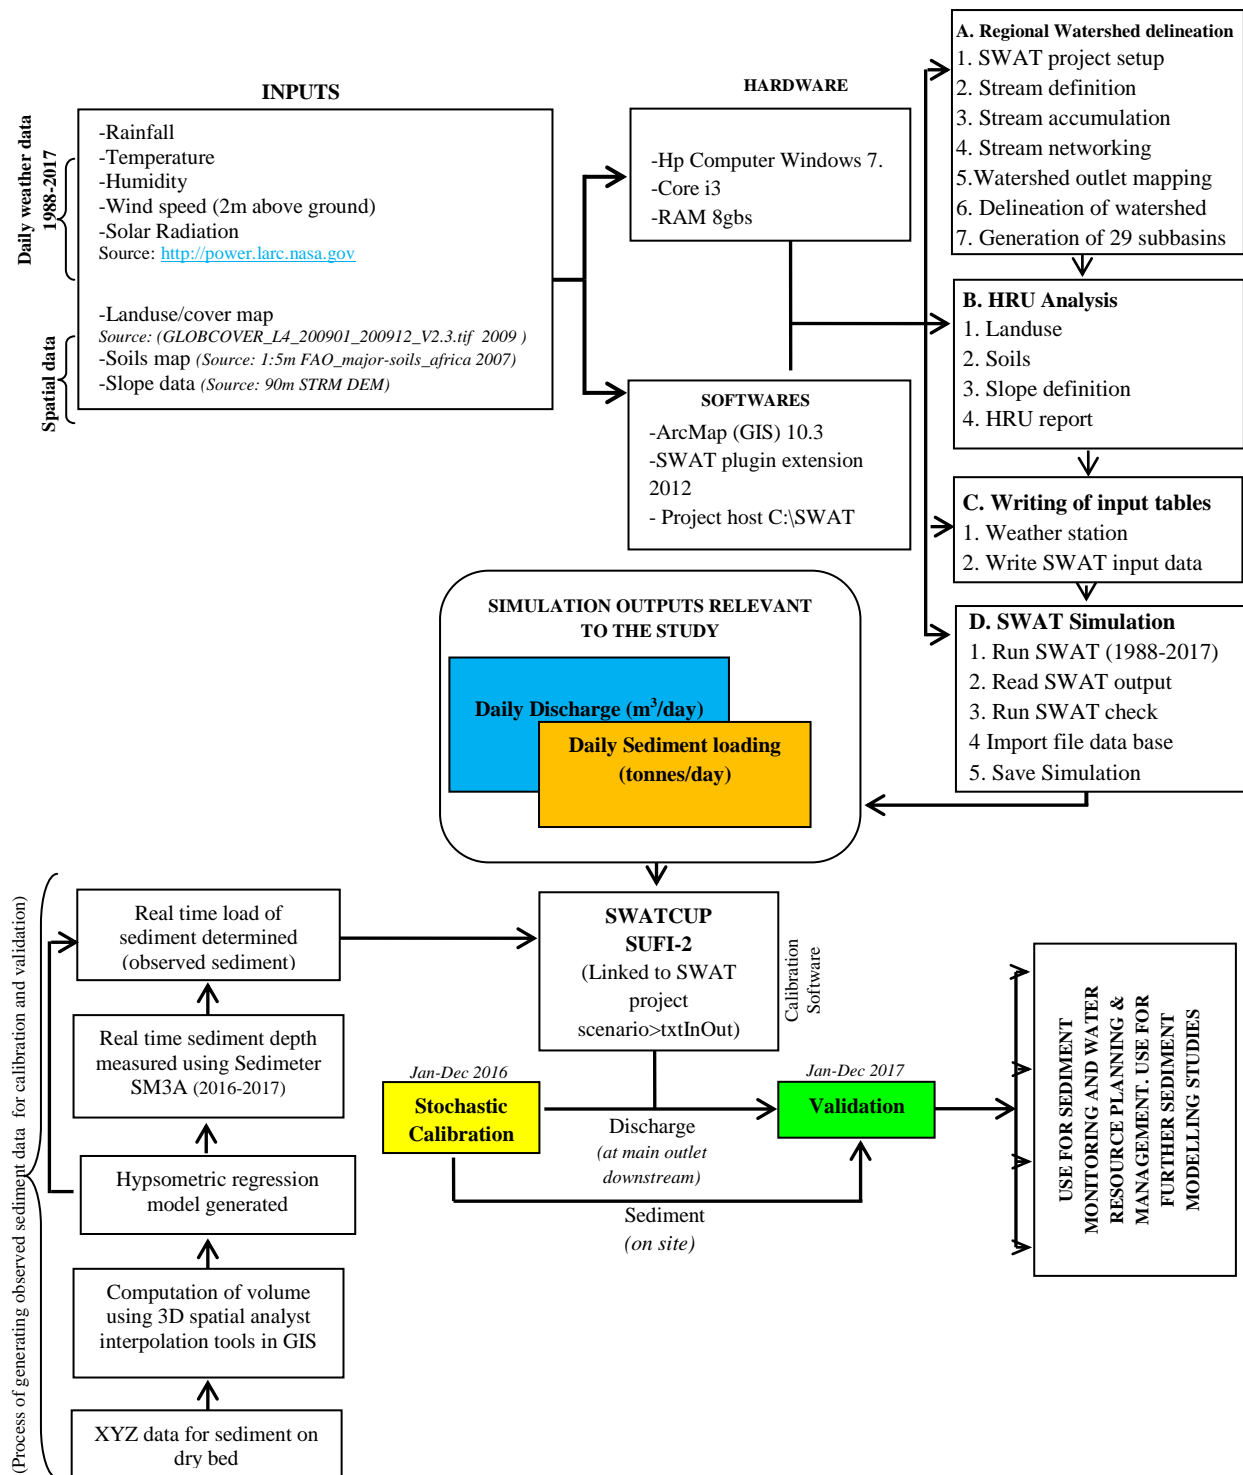 INPUTS
Daily weather data
1988-2017
-Rainfall
-Temperature
-Humidity
-Wind speed (2m above ground)
-Solar Radiation
Source: http://power.larc.nasa.gov
Spatial data
-Landuse/cover map
Source: (GLOBCOVER_L4_200901_200912_V2.3.tif 2009 )
-Soils map (Source: 1:5m FAO_major-soils_africa 2007)
-Slope data (Source: 90m STRM DEM)
HARDWARE
-Hp Computer Windows 7.
-Core i3
-RAM 8gbs
SOFTWARES
-ArcMap (GIS) 10.3
-SWAT plugin extension
2012
- Project host C:\SWAT
A. Regional Watershed delineation
1. SWAT project setup
2. Stream definition
3. Stream accumulation
4. Stream networking
5.Watershed outlet mapping
6. Delineation of watershed
7. Generation of 29 subbasins
B. HRU Analysis
1. Landuse
2. Soils
3. Slope definition
4. HRU report
C. Writing of input tables
1. Weather station
2. Write SWAT input data
D. SWAT Simulation
1. Run SWAT (1988-2017)
2. Read SWAT output
3. Run SWAT check
4 Import file data base
5. Save Simulation
SIMULATION OUTPUTS RELEVANT
TO THE STUDY
Daily Discharge (m³/day)
Daily Sediment loading
(tonnes/day)
SWATCUP
SUFI-2
(Linked to SWAT
project
scenario>txtInOut)
Calibration
Software
(Process of generating observed sediment data for calibration and validation)
Real time load of
sediment determined
(observed sediment)
Real time sediment depth
measured using Sedimeter
SM3A (2016-2017)
Hypsometric regression
model generated
Computation of volume
using 3D spatial analyst
interpolation tools in GIS
XYZ data for sediment on
dry bed
Jan-Dec 2016
Stochastic
Calibration
Discharge
(at main outlet
downstream)
Sediment
(on site)
Jan-Dec 2017
Validation
USE FOR SEDIMENT
MONITORING AND WATER
RESOURCE PLANNING &
MANAGEMENT. USE FOR
FURTHER SEDIMENT
MODELLING STUDIES